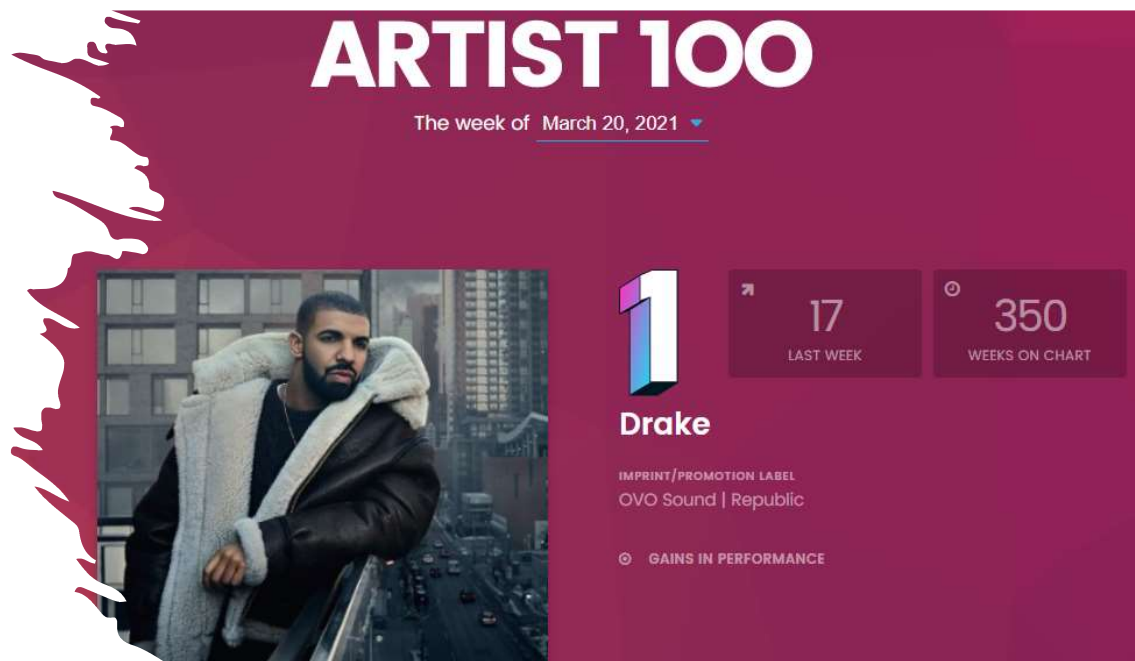 ARTIST 100
The week of March 20, 2021
1
17
LAST WEEK
350
WEEKS ON CHART
Drake
IMPRINT/PROMOTION LABEL
OVO Sound | Republic
GAINS IN PERFORMANCE